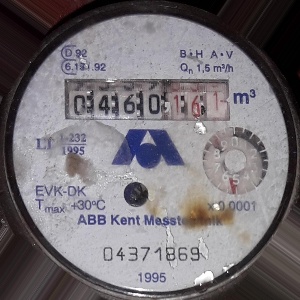 D 92
6.131.92
B·H A·V
Qn 1,5 m³/h
0460161 m³
LT 1-232
1995
EVK-DK
Tmax +30°C
x 0,0001
ABB Kent Messtechnik
04371869
1995